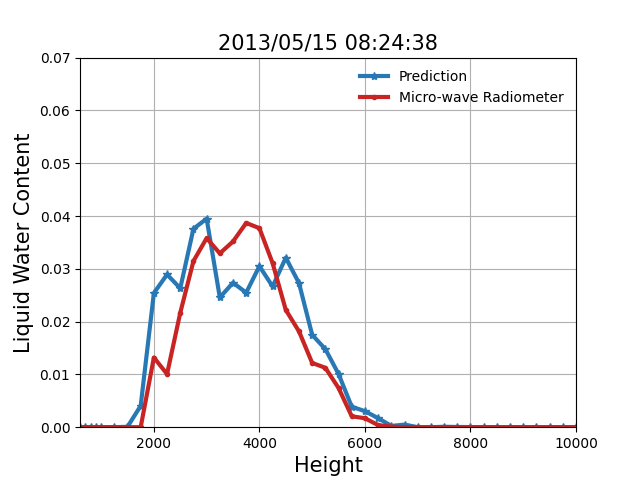 2013/05/15 08:24:38
0.07
0.06
0.05
0.04
0.03
0.02
0.01
0.00
Liquid Water Content
Prediction
Micro-wave Radiometer
2000 4000 6000 8000 10000
Height